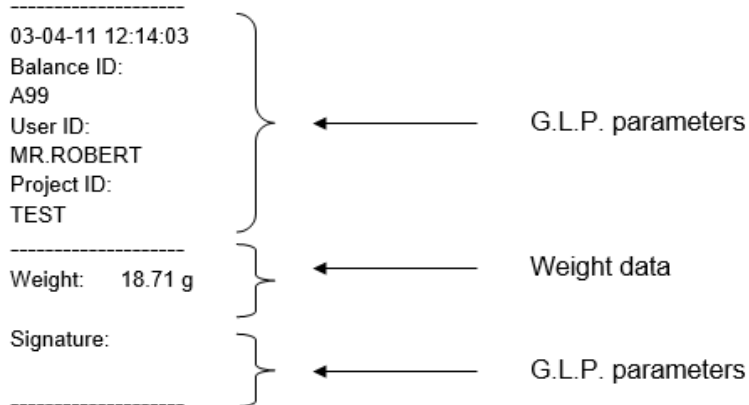 --------------------
03-04-11 12:14:03
Balance ID:
A99
User ID:
MR.ROBERT
Project ID:
TEST
G.L.P. parameters
--------------------
Weight: 18.71 g
Weight data
Signature:
G.L.P. parameters
--------------------